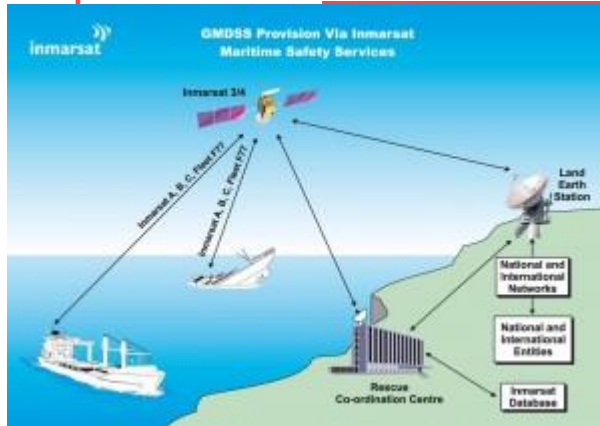 inmarsat
GMDSS Provision Via Inmarsat
Maritime Safety Services
Inmarsat 3/4
Inmarsat A, B, C, Fleet F77
Inmarsat A, B, C, Fleet F77
Land
Earth
Station
National and
International
Networks
National and
International
Entities
Rescue
Co-ordination Centre
Inmarsat
Database